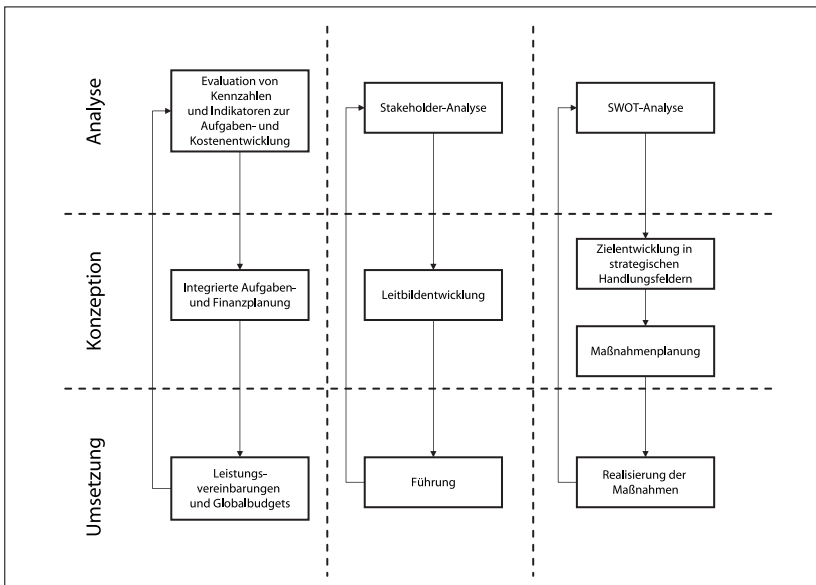 Analyse
Evaluation von
Kennzahlen
und Indikatoren zur
Aufgaben- und
Kostenentwicklung
Stakeholder-Analyse
SWOT-Analyse
Konzeption
Integrierte Aufgaben-
und Finanzplanung
Leitbildentwicklung
Zielentwicklung in
strategischen
Handlungsfeldern
Maßnahmenplanung
Umsetzung
Leistungs-
vereinbarungen
und Globalbudgets
Führung
Realisierung der
Maßnahmen